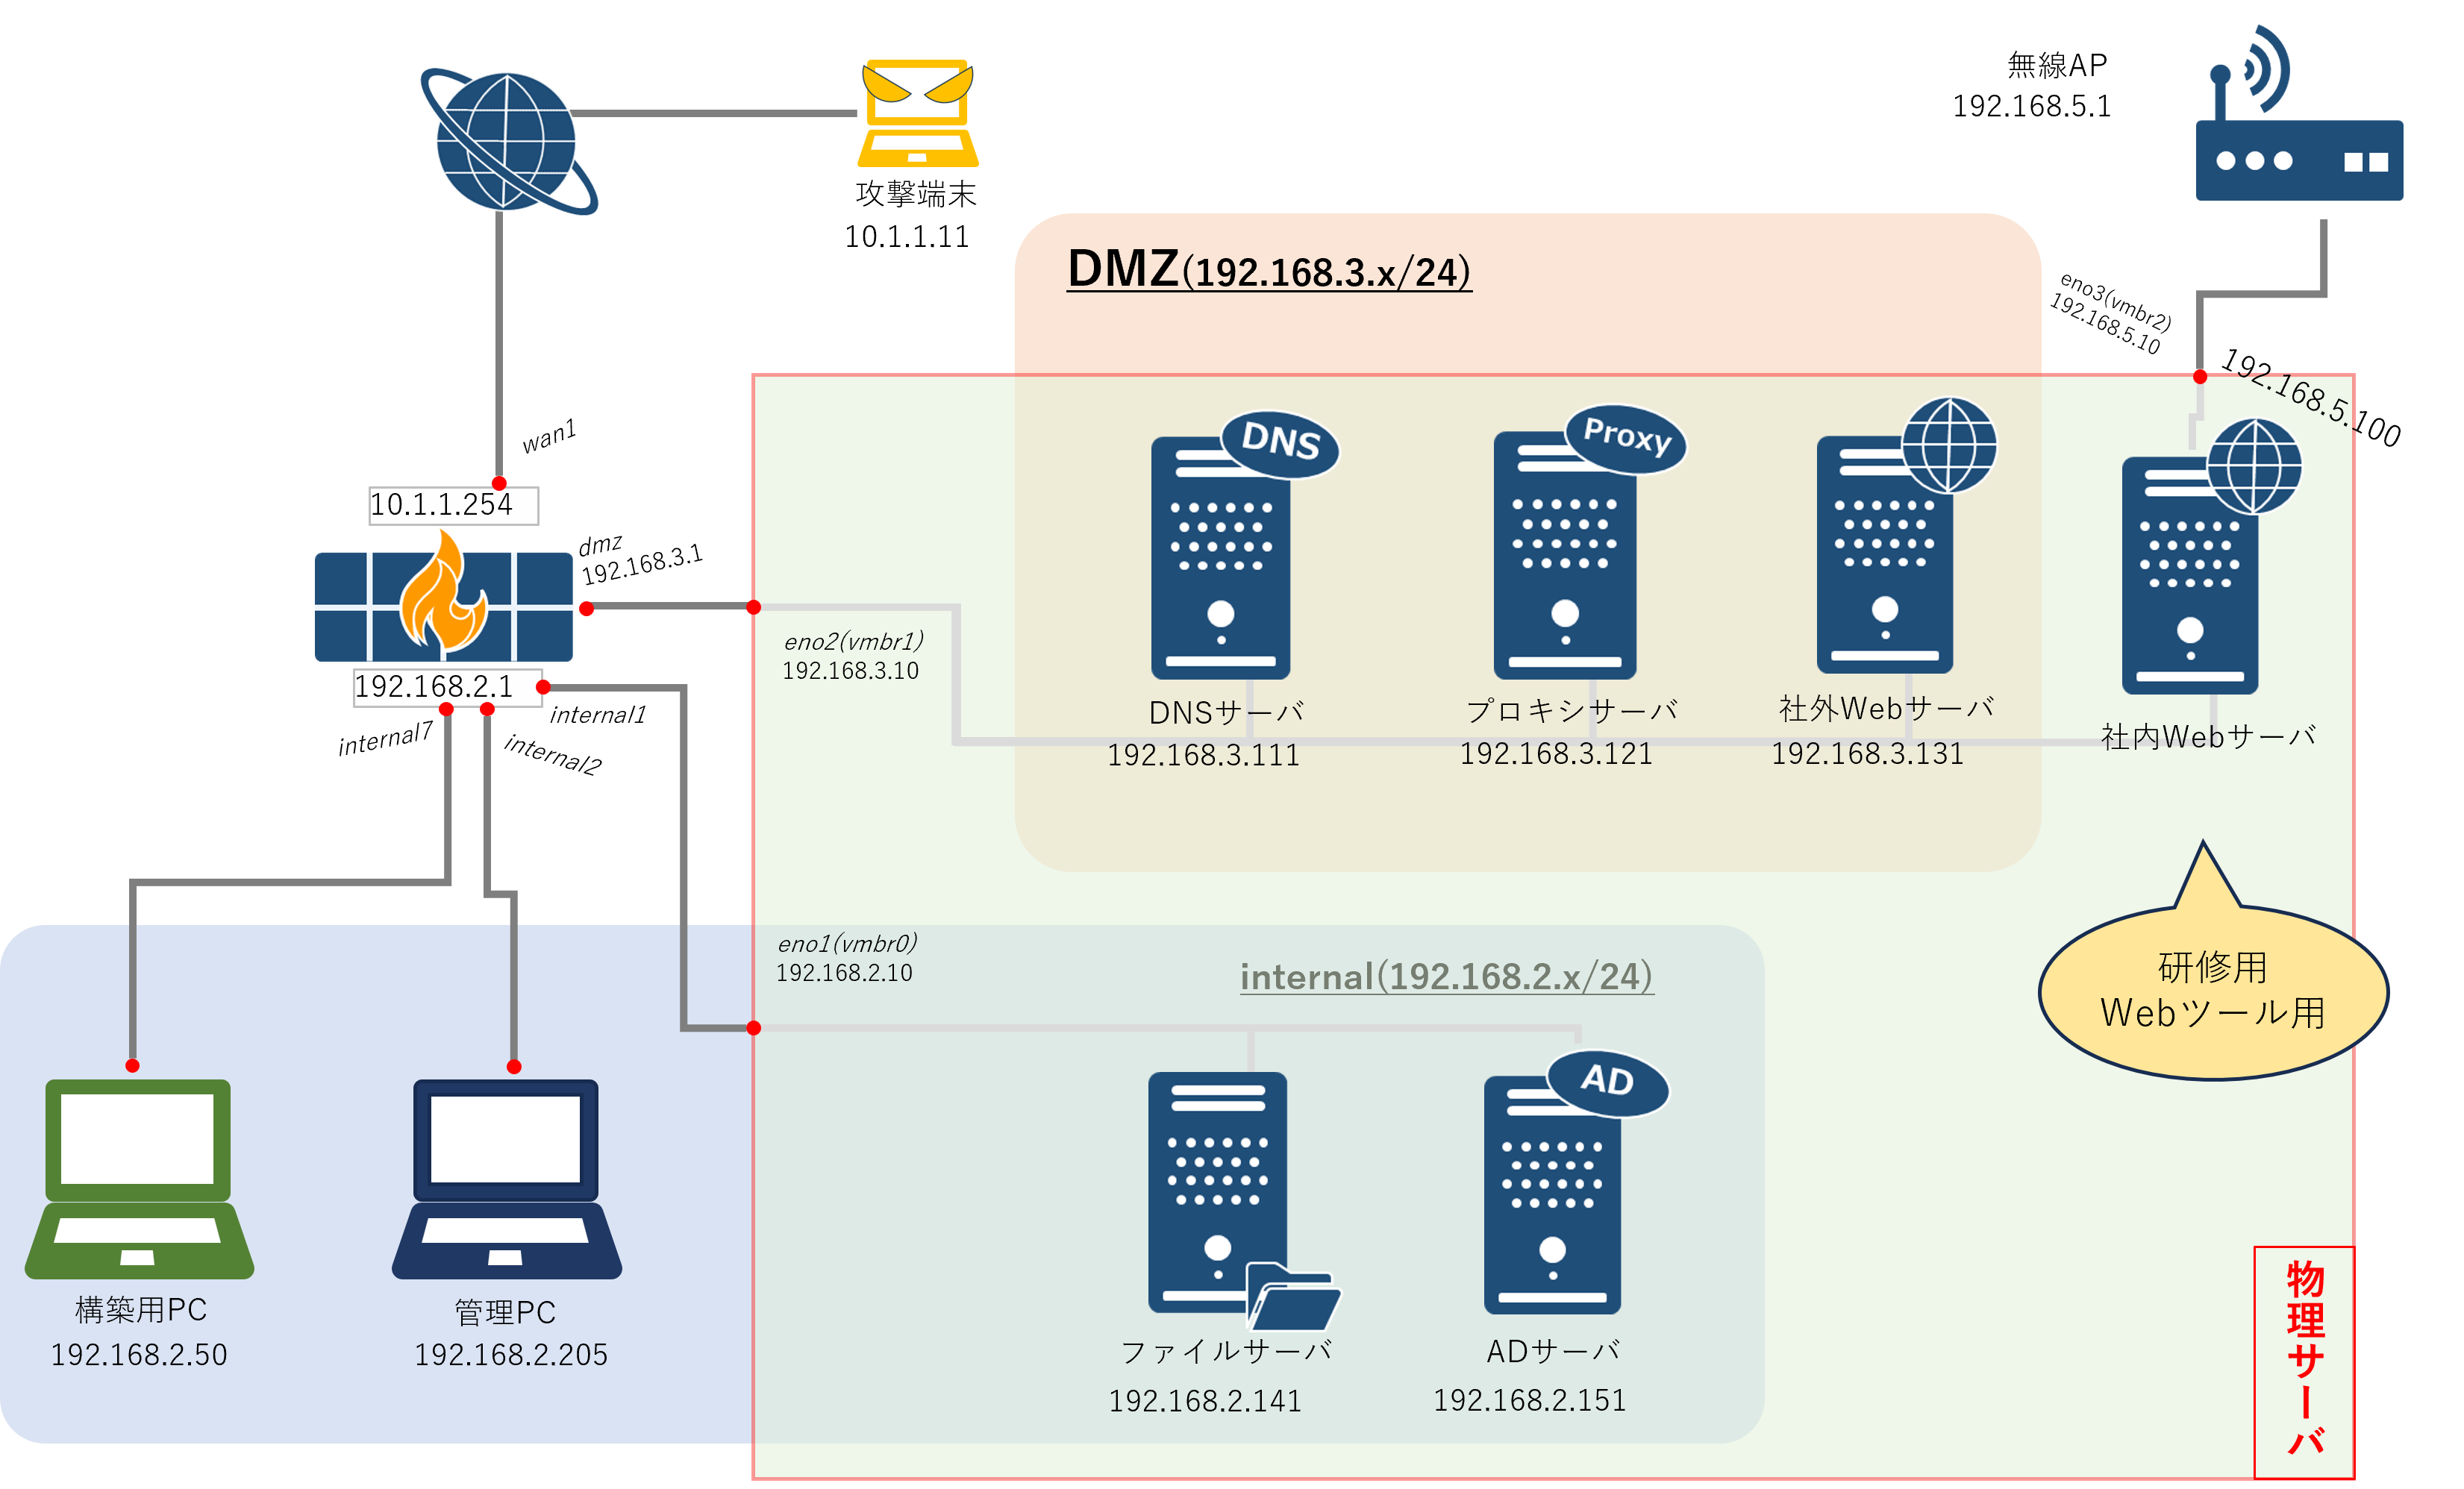 無線AP
192.168.5.1
攻撃端末
10.1.1.11
DMZ(192.168.3.x/24)
eno3(vmbr2)
192.168.5.10
192.168.5.100
wan1
10.1.1.254
dmz
192.168.3.1
DNS
Proxy
eno2(vmbr1)
192.168.3.10
192.168.2.1
internal1
internal7
internal2
DNSサーバ
192.168.3.111
プロキシサーバ
192.168.3.121
社外Webサーバ
192.168.3.131
社内Webサーバ
eno1(vmbr0)
192.168.2.10
internal(192.168.2.x/24)
研修用
Webツール用
AD
構築用PC
192.168.2.50
管理PC
192.168.2.205
ファイルサーバ
192.168.2.141
ADサーバ
192.168.2.151
物理サーバ